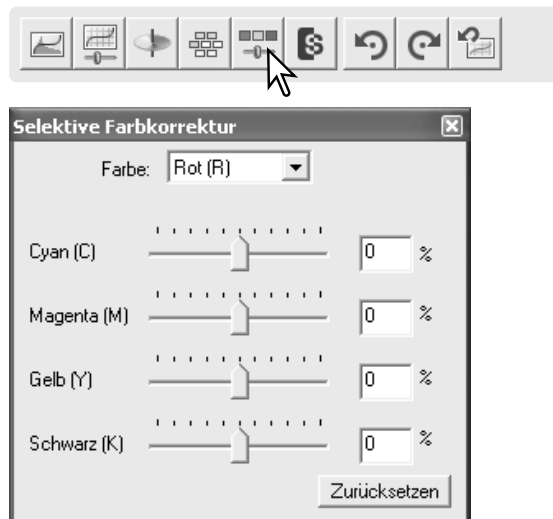 Selektive Farbkorrektur
Farbe: Rot (R)
Cyan (C) 0 %
Magenta (M) 0 %
Gelb (Y) 0 %
Schwarz (K) 0 %
Zurücksetzen